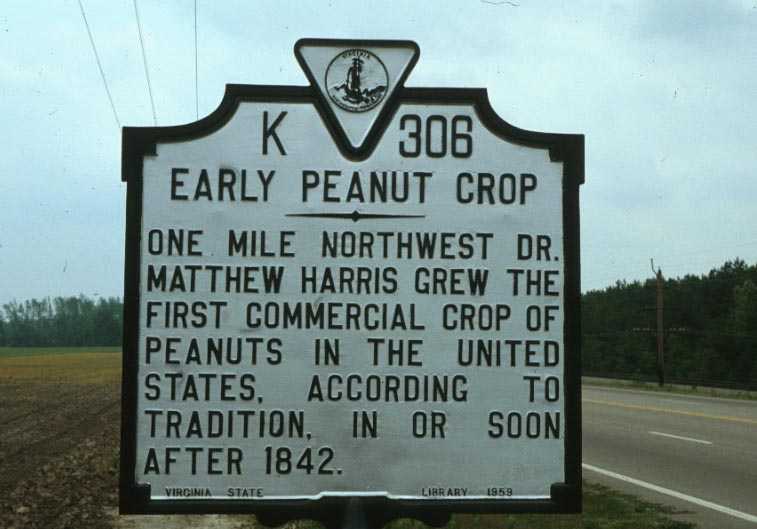 K 306
EARLY PEANUT CROP
ONE MILE NORTHWEST DR.
MATTHEW HARRIS GREW THE
FIRST COMMERCIAL CROP OF
PEANUTS IN THE UNITED
STATES, ACCORDING TO
TRADITION, IN OR SOON
AFTER 1842.
VIRGINIA STATE LIBRARY 1959